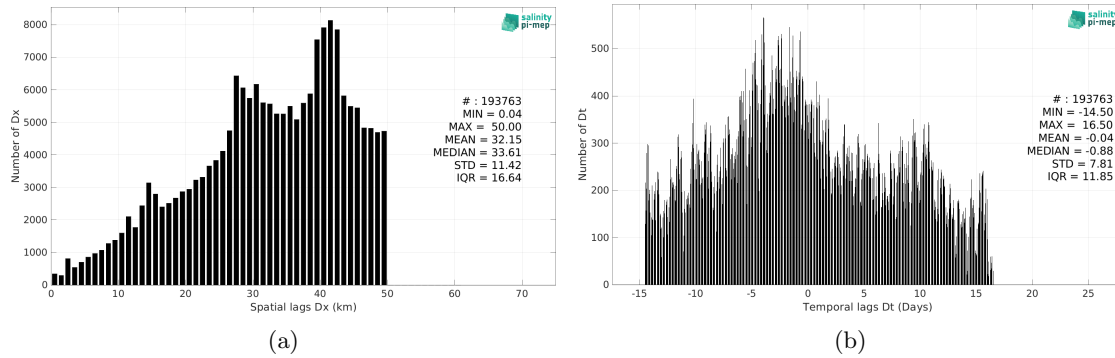 8000
7000
6000
5000
4000
3000
2000
1000
0
Number of Dx
0 10 20 30 40 50 60 70
Spatial lags Dx (km)
salinity
pi-mep
# : 193763
MIN = 0.04
MAX = 50.00
MEAN = 32.15
MEDIAN = 33.61
STD = 11.42
IQR = 16.64
(a)
500
400
300
200
100
0
Number of Dt
-15 -10 -5 0 5 10 15 20 25
Temporal lags Dt (Days)
salinity
pi-mep
# : 193763
MIN = -14.50
MAX = 16.50
MEAN = -0.04
MEDIAN = -0.88
STD = 7.81
IQR = 11.85
(b)